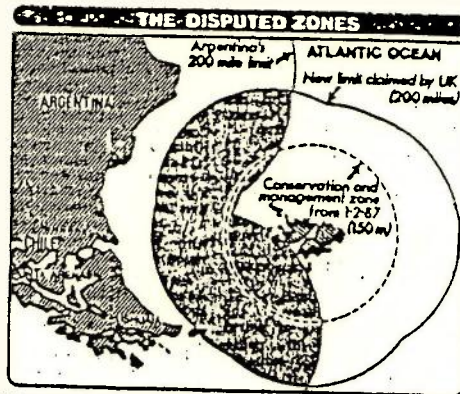 THE DISPUTED ZONES
Argentina's
200 mile limit
ATLANTIC OCEAN
New limit claimed by UK
(200 miles)
ARGENTINA
Conservation and
management zone
from 1·2·87
(150 m)
CHILE